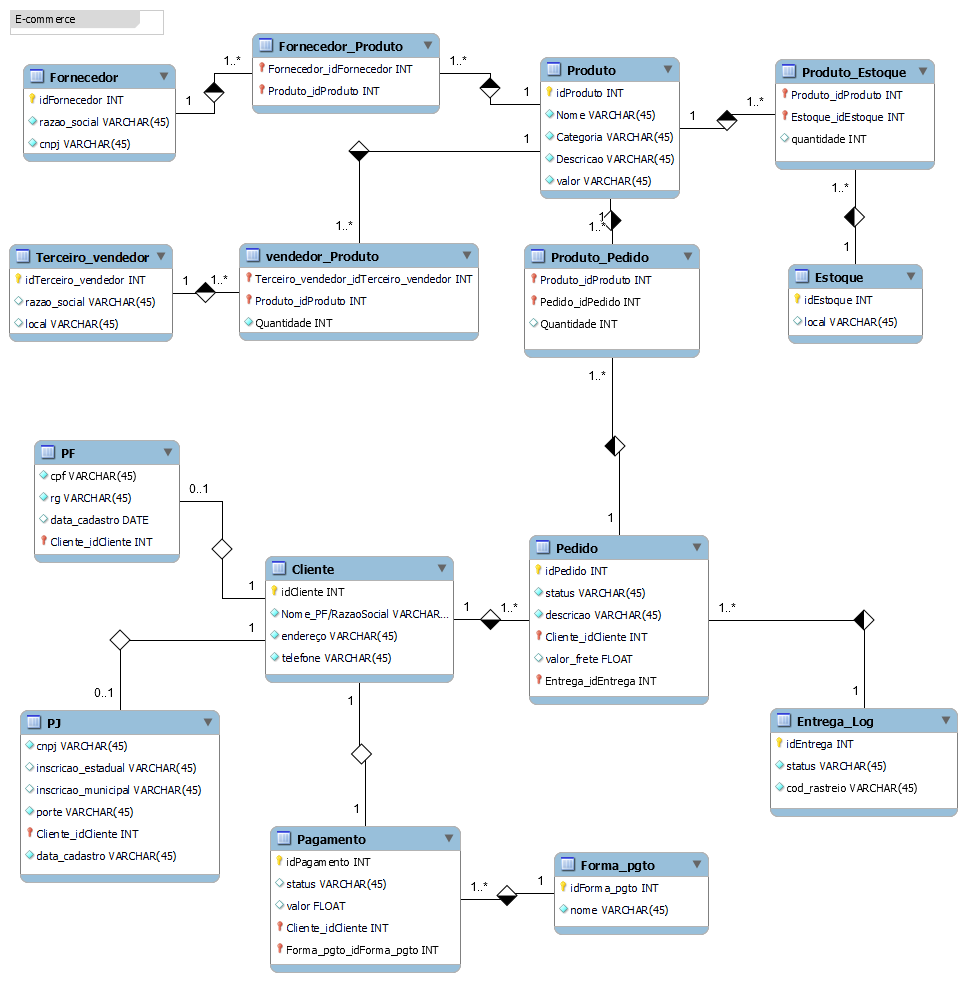 E-commerce
Fornecedor
idFornecedor INT
razao_social VARCHAR(45)
cnpj VARCHAR(45)
1
1..*
Fornecedor_Produto
Fornecedor_idFornecedor INT
Produto_idProduto INT
1..*
1
Produto
idProduto INT
Nome VARCHAR(45)
Categoria VARCHAR(45)
Descricao VARCHAR(45)
valor VARCHAR(45)
1
1..*
Produto_Estoque
Produto_idProduto INT
Estoque_idEstoque INT
quantidade INT
1..*
1
Estoque
idEstoque INT
local VARCHAR(45)
1
1..*
Terceiro_vendedor
idTerceiro_vendedor INT
razao_social VARCHAR(45)
local VARCHAR(45)
1
1..*
vendedor_Produto
Terceiro_vendedor_idTerceiro_vendedor INT
Produto_idProduto INT
Quantidade INT
1
1..*
Produto_Pedido
Produto_idProduto INT
Pedido_idPedido INT
Quantidade INT
1..*
1
PF
cpf VARCHAR(45)
rg VARCHAR(45)
data_cadastro DATE
Cliente_idCliente INT
0..1
1
Cliente
idCliente INT
Nome_PF/RazaoSocial VARCHAR...
endereço VARCHAR(45)
telefone VARCHAR(45)
1
1..*
Pedido
idPedido INT
status VARCHAR(45)
descricao VARCHAR(45)
Cliente_idCliente INT
valor_frete FLOAT
Entrega_idEntrega INT
1..*
1
Entrega_Log
idEntrega INT
status VARCHAR(45)
cod_rastreio VARCHAR(45)
1
0..1
PJ
cnpj VARCHAR(45)
inscricao_estadual VARCHAR(45)
inscricao_municipal VARCHAR(45)
porte VARCHAR(45)
Cliente_idCliente INT
data_cadastro VARCHAR(45)
1
1
Pagamento
idPagamento INT
status VARCHAR(45)
valor FLOAT
Cliente_idCliente INT
Forma_pgto_idForma_pgto INT
1..*
1
Forma_pgto
idForma_pgto INT
nome VARCHAR(45)